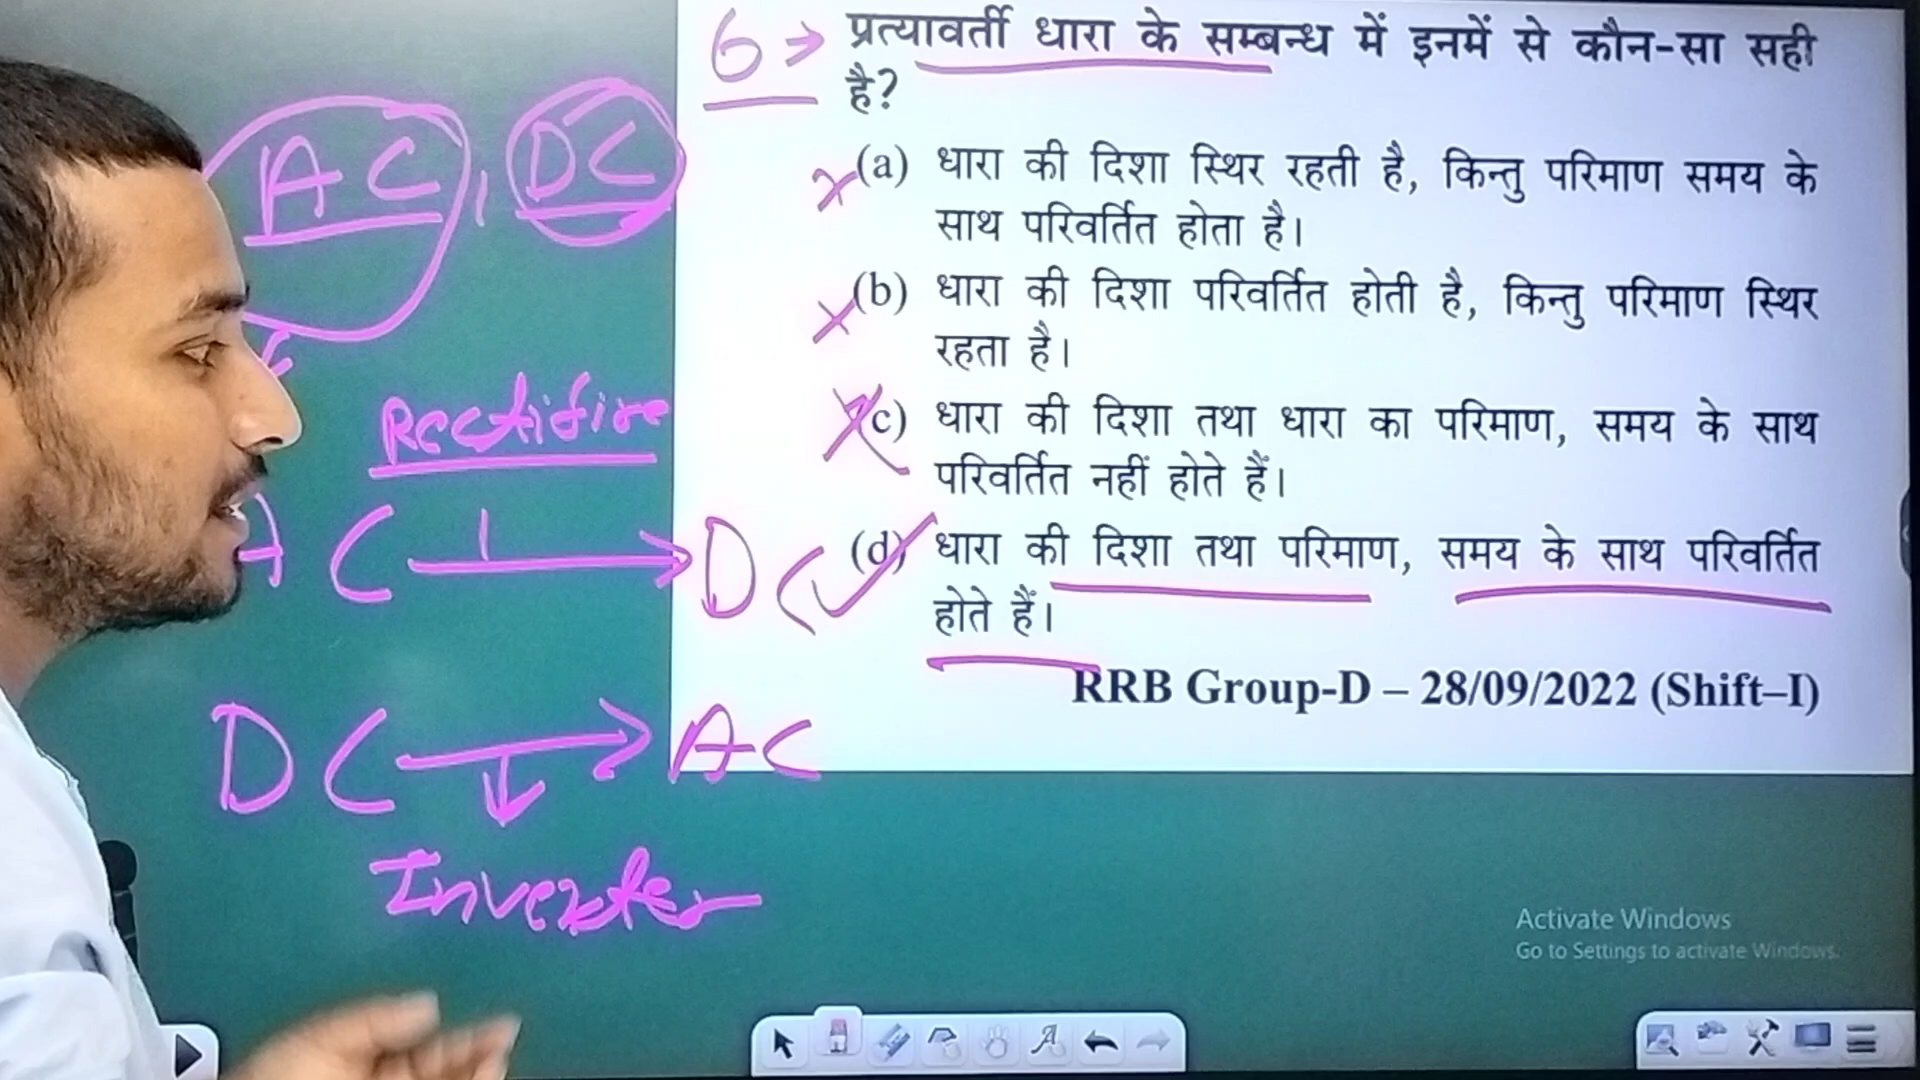 6→ प्रत्यावर्ती धारा के सम्बन्ध में इनमें से कौन-सा सही
है?
(a) धारा की दिशा स्थिर रहती है, किन्तु परिमाण समय के
साथ परिवर्तित होता है।
(b) धारा की दिशा परिवर्तित होती है, किन्तु परिमाण स्थिर
रहता है।
(c) धारा की दिशा तथा धारा का परिमाण, समय के साथ
परिवर्तित नहीं होते हैं।
(d) धारा की दिशा तथा परिमाण, समय के साथ परिवर्तित
होते हैं।
RRB Group-D – 28/09/2022 (Shift–I)
AC, DC
Rectifire
AC → DC
DC → AC
Inverter
Activate Windows
Go to Settings to activate Windows.